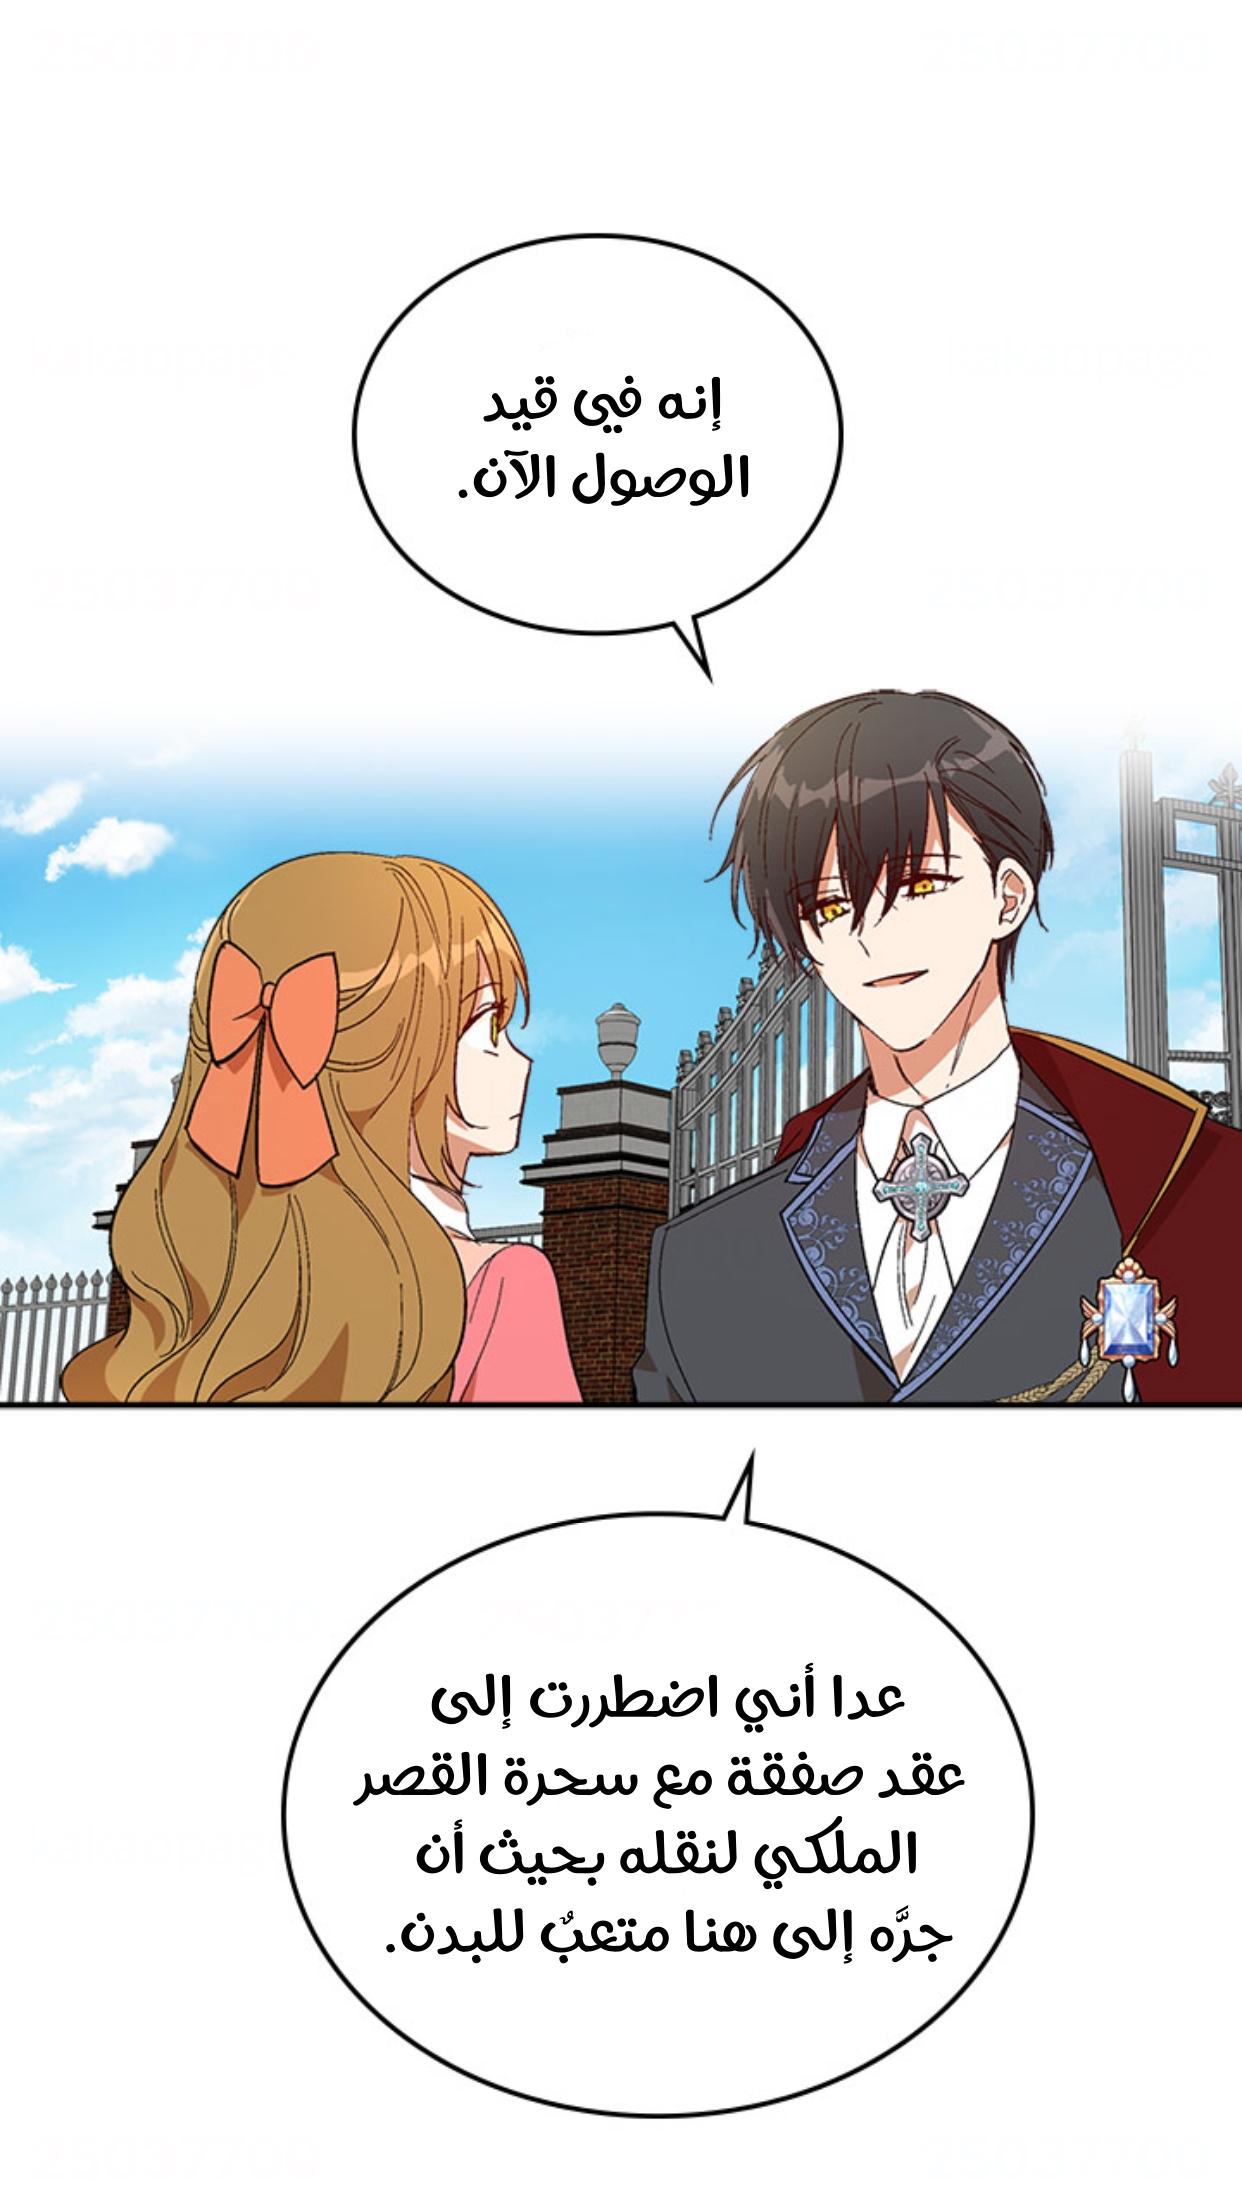 إنه في قيد
الوصول الآن.
عدا أني اضطررت إلى
عقد صفقة مع سحرة القصر
الملكي لنقله بحيث أن
جرَّه إلى هنا متعبٌ للبدن.